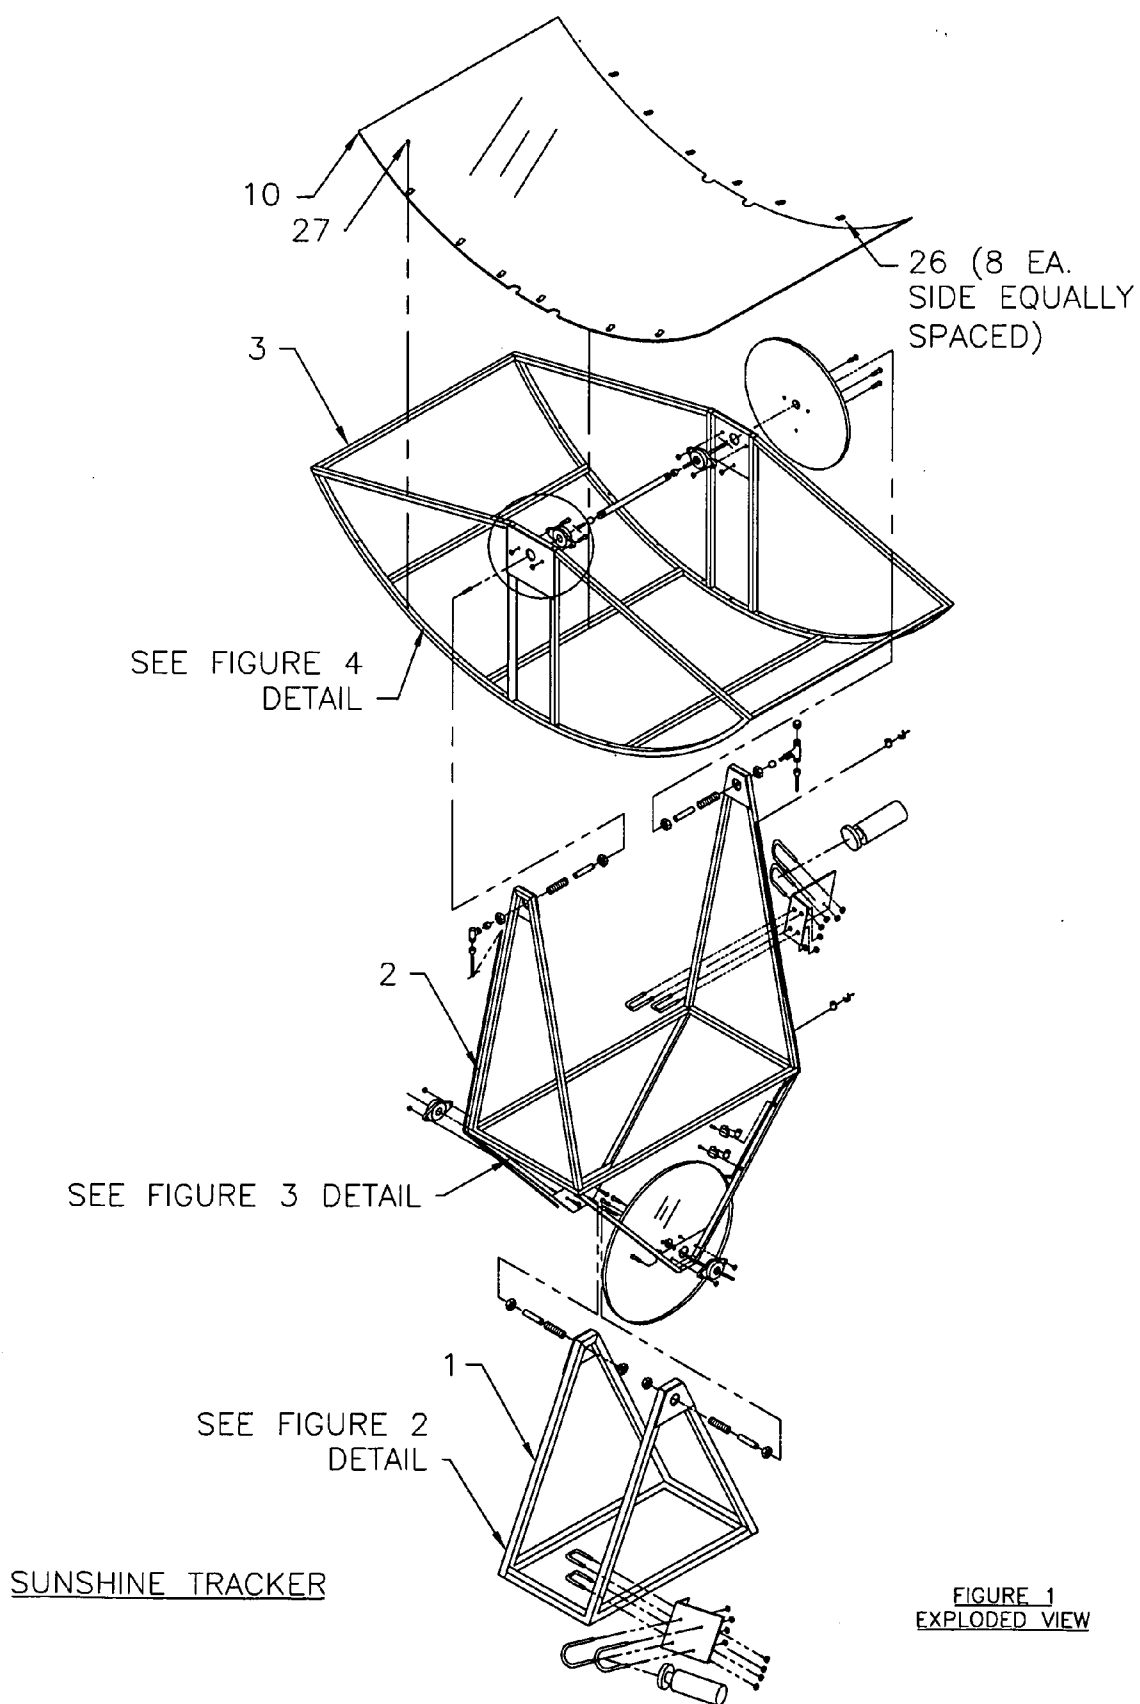 10
27
26 (8 EA.
SIDE EQUALLY
SPACED)
3
SEE FIGURE 4
DETAIL
2
SEE FIGURE 3 DETAIL
1
SEE FIGURE 2
DETAIL
SUNSHINE TRACKER
FIGURE 1
EXPLODED VIEW